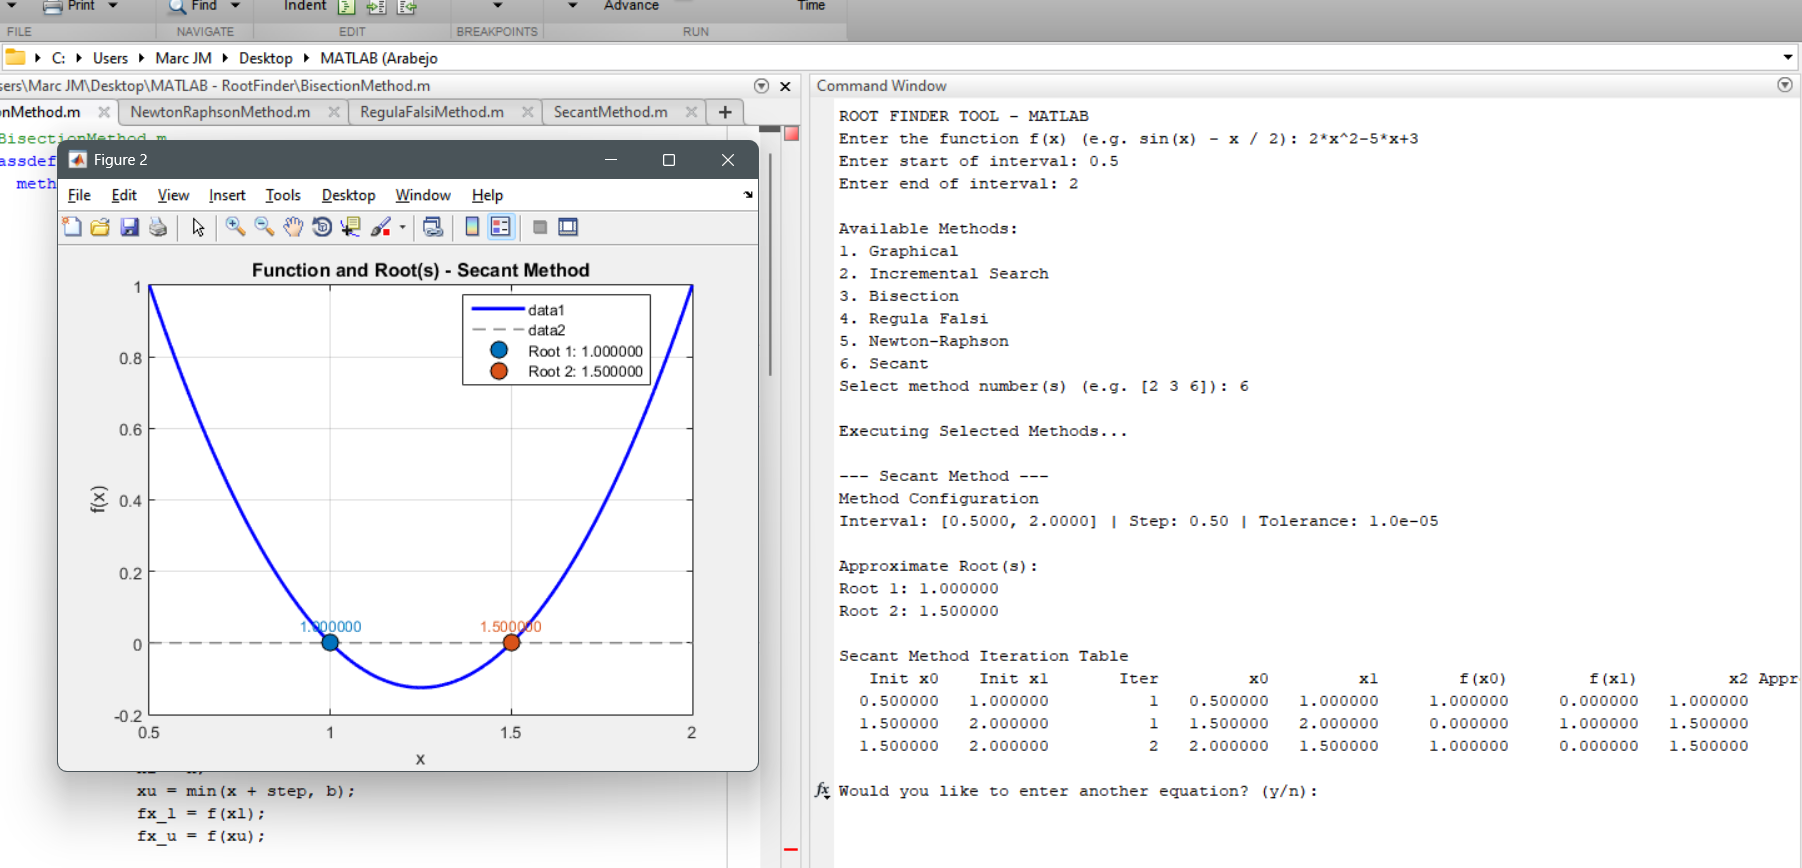 Print Find Indent Advance Time
FILE NAVIGATE EDIT BREAKPOINTS RUN
C: Users Marc JM Desktop MATLAB (Arabejo
ers\Marc JM\Desktop\MATLAB - RootFinder\BisectionMethod.m
onMethod.m NewtonRaphsonMethod.m RegulaFalsiMethod.m SecantMethod.m +
BisectionMethod.m
assdef
meth
Figure 2
File Edit View Insert Tools Desktop Window Help
Function and Root(s) - Secant Method
data1
data2
Root 1: 1.000000
Root 2: 1.500000
1
0.8
0.6
0.4
0.2
0
-0.2
f(x)
1.000000 1.500000
0.5 1 1.5 2
x
xu = min(x + step, b);
fx_l = f(xl);
fx_u = f(xu);
Command Window
ROOT FINDER TOOL - MATLAB
Enter the function f(x) (e.g. sin(x) - x / 2): 2*x^2-5*x+3
Enter start of interval: 0.5
Enter end of interval: 2
Available Methods:
1. Graphical
2. Incremental Search
3. Bisection
4. Regula Falsi
5. Newton-Raphson
6. Secant
Select method number(s) (e.g. [2 3 6]): 6
Executing Selected Methods...
--- Secant Method ---
Method Configuration
Interval: [0.5000, 2.0000] | Step: 0.50 | Tolerance: 1.0e-05
Approximate Root(s):
Root 1: 1.000000
Root 2: 1.500000
Secant Method Iteration Table
Init x0 Init x1 Iter x0 x1 f(x0) f(x1) x2 Appr
0.500000 1.000000 1 0.500000 1.000000 1.000000 0.000000 1.000000
1.500000 2.000000 1 1.500000 2.000000 0.000000 1.000000 1.500000
1.500000 2.000000 2 2.000000 1.500000 1.000000 0.000000 1.500000
fx Would you like to enter another equation? (y/n):